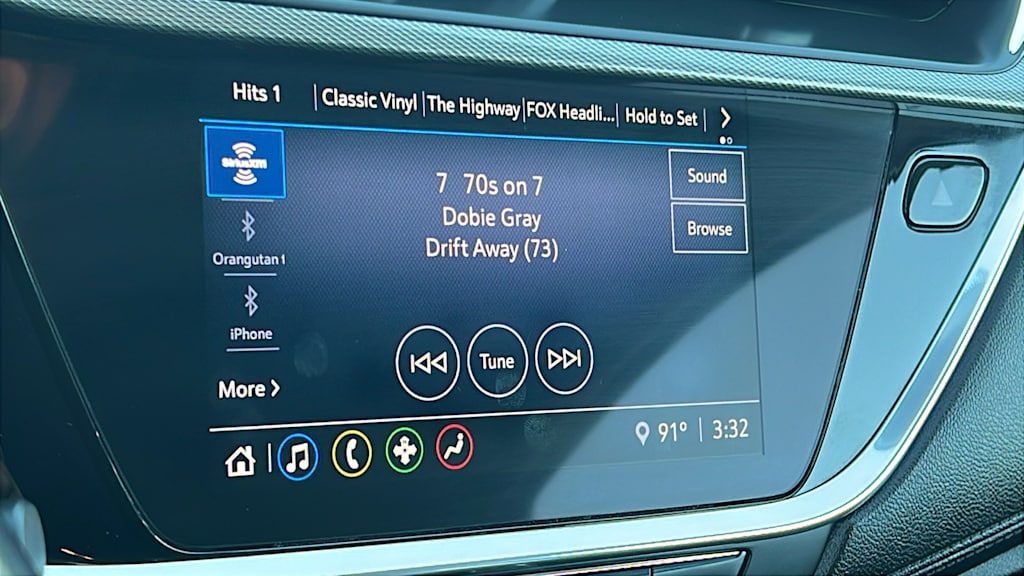 Hits 1 Classic Vinyl The Highway FOX Headli... Hold to Set
SiriusXM
7 70s on 7
Dobie Gray
Drift Away (73)
Sound
Browse
Orangutan 1
iPhone
More
Tune
91° 3:32